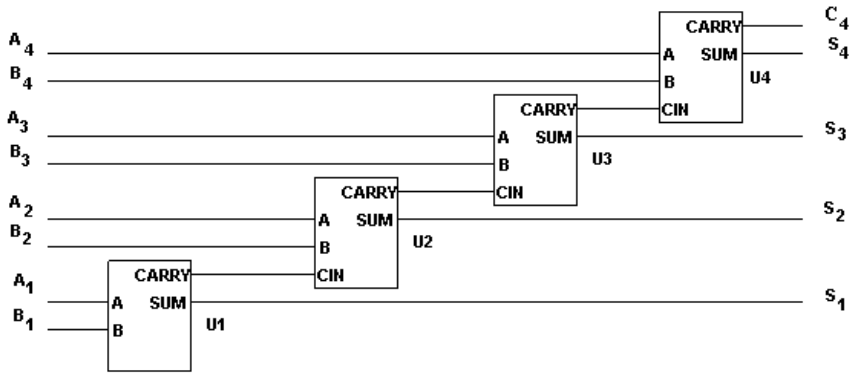 CARRY C4
A4 A SUM S4
B4 B U4
CARRY CIN
A3 A SUM S3
B3 B U3
CARRY CIN
A2 A SUM S2
B2 B U2
CARRY CIN
A1 A SUM S1
B1 B U1